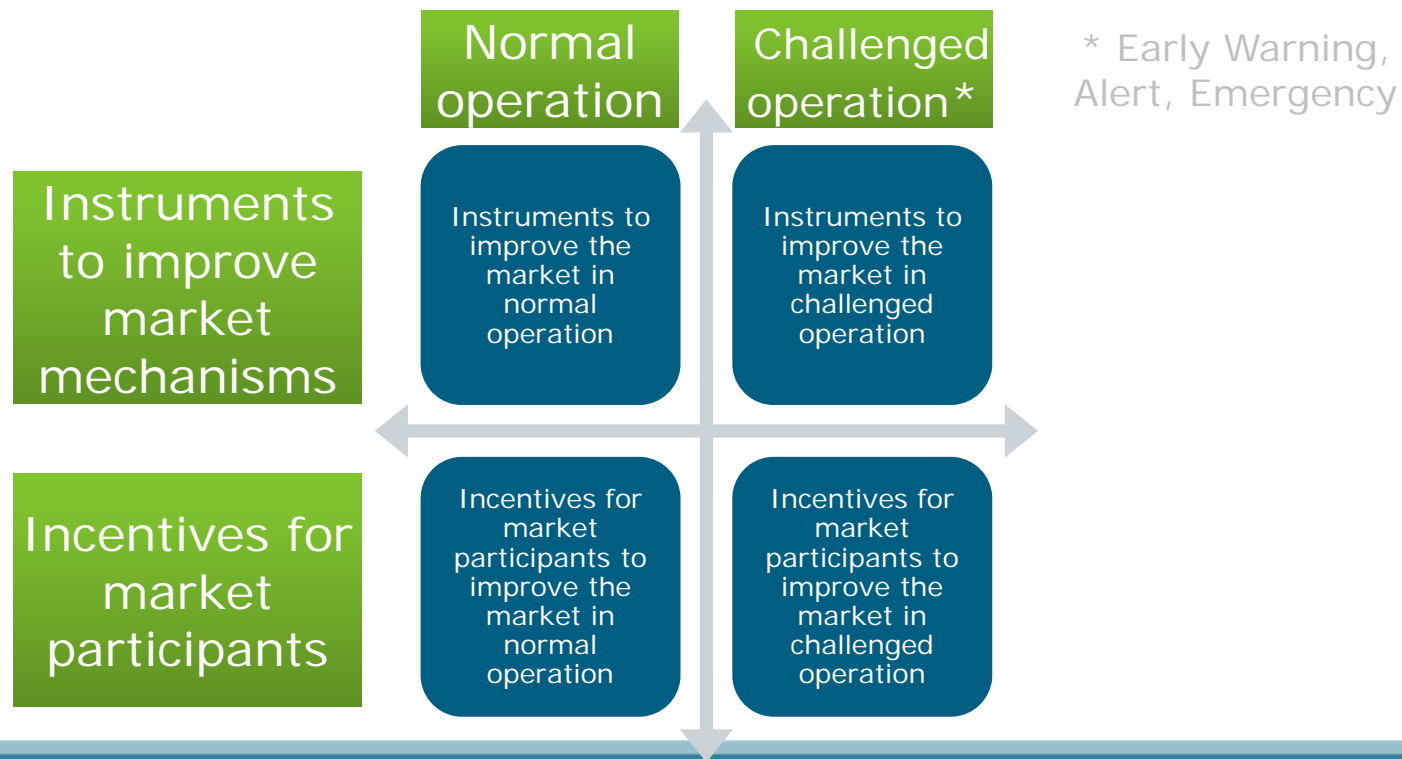 Normal
operation
Challenged
operation*
* Early Warning,
Alert, Emergency
Instruments
to improve
market
mechanisms
Instruments to
improve the
market in
normal
operation
Instruments to
improve the
market in
challenged
operation
Incentives for
market
participants
Incentives for
market
participants to
improve the
market in
normal
operation
Incentives for
market
participants to
improve the
market in
challenged
operation